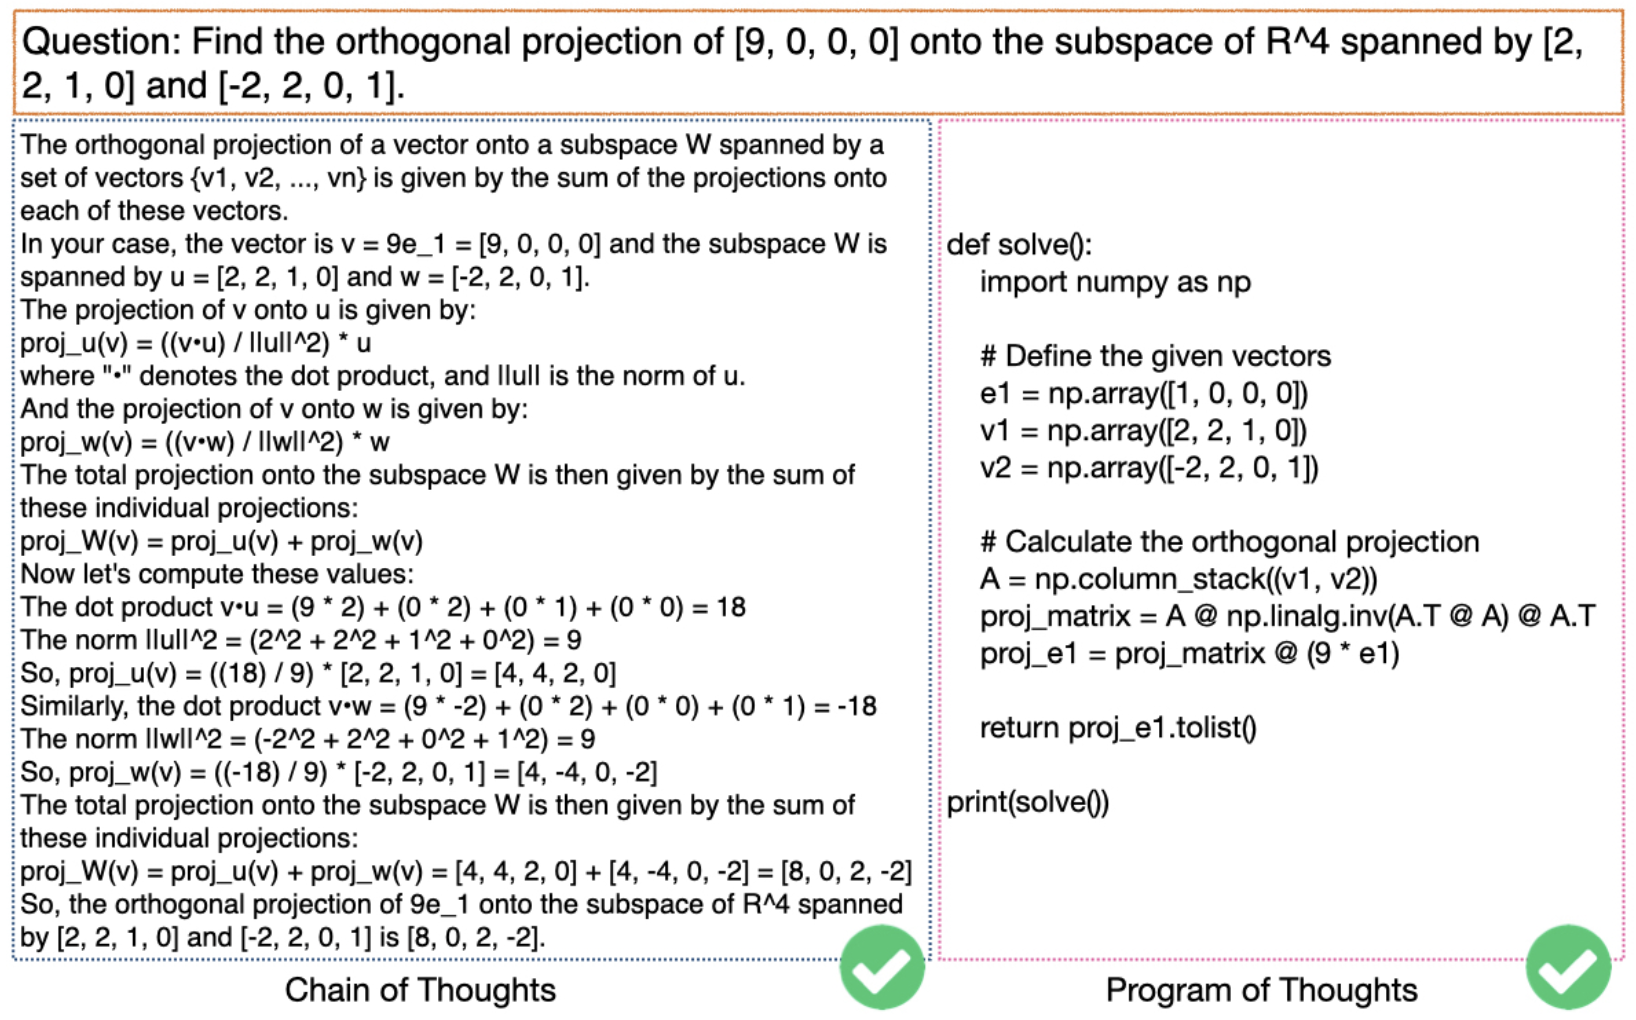 Question: Find the orthogonal projection of [9, 0, 0, 0] onto the subspace of R^4 spanned by [2,
2, 1, 0] and [-2, 2, 0, 1].
The orthogonal projection of a vector onto a subspace W spanned by a
set of vectors {v1, v2, ..., vn} is given by the sum of the projections onto
each of these vectors.
In your case, the vector is v = 9e_1 = [9, 0, 0, 0] and the subspace W is
spanned by u = [2, 2, 1, 0] and w = [-2, 2, 0, 1].
The projection of v onto u is given by:
proj_u(v) = ((v•u) / ||u||^2) * u
where "•" denotes the dot product, and ||u|| is the norm of u.
And the projection of v onto w is given by:
proj_w(v) = ((v•w) / ||w||^2) * w
The total projection onto the subspace W is then given by the sum of
these individual projections:
proj_W(v) = proj_u(v) + proj_w(v)
Now let's compute these values:
The dot product v•u = (9 * 2) + (0 * 2) + (0 * 1) + (0 * 0) = 18
The norm ||u||^2 = (2^2 + 2^2 + 1^2 + 0^2) = 9
So, proj_u(v) = ((18) / 9) * [2, 2, 1, 0] = [4, 4, 2, 0]
Similarly, the dot product v•w = (9 * -2) + (0 * 2) + (0 * 0) + (0 * 1) = -18
The norm ||w||^2 = (-2^2 + 2^2 + 0^2 + 1^2) = 9
So, proj_w(v) = ((-18) / 9) * [-2, 2, 0, 1] = [4, -4, 0, -2]
The total projection onto the subspace W is then given by the sum of
these individual projections:
proj_W(v) = proj_u(v) + proj_w(v) = [4, 4, 2, 0] + [4, -4, 0, -2] = [8, 0, 2, -2]
So, the orthogonal projection of 9e_1 onto the subspace of R^4 spanned
by [2, 2, 1, 0] and [-2, 2, 0, 1] is [8, 0, 2, -2].
Chain of Thoughts
def solve():
import numpy as np
# Define the given vectors
e1 = np.array([1, 0, 0, 0])
v1 = np.array([2, 2, 1, 0])
v2 = np.array([-2, 2, 0, 1])
# Calculate the orthogonal projection
A = np.column_stack((v1, v2))
proj_matrix = A @ np.linalg.inv(A.T @ A) @ A.T
proj_e1 = proj_matrix @ (9 * e1)
return proj_e1.tolist()
print(solve())
Program of Thoughts